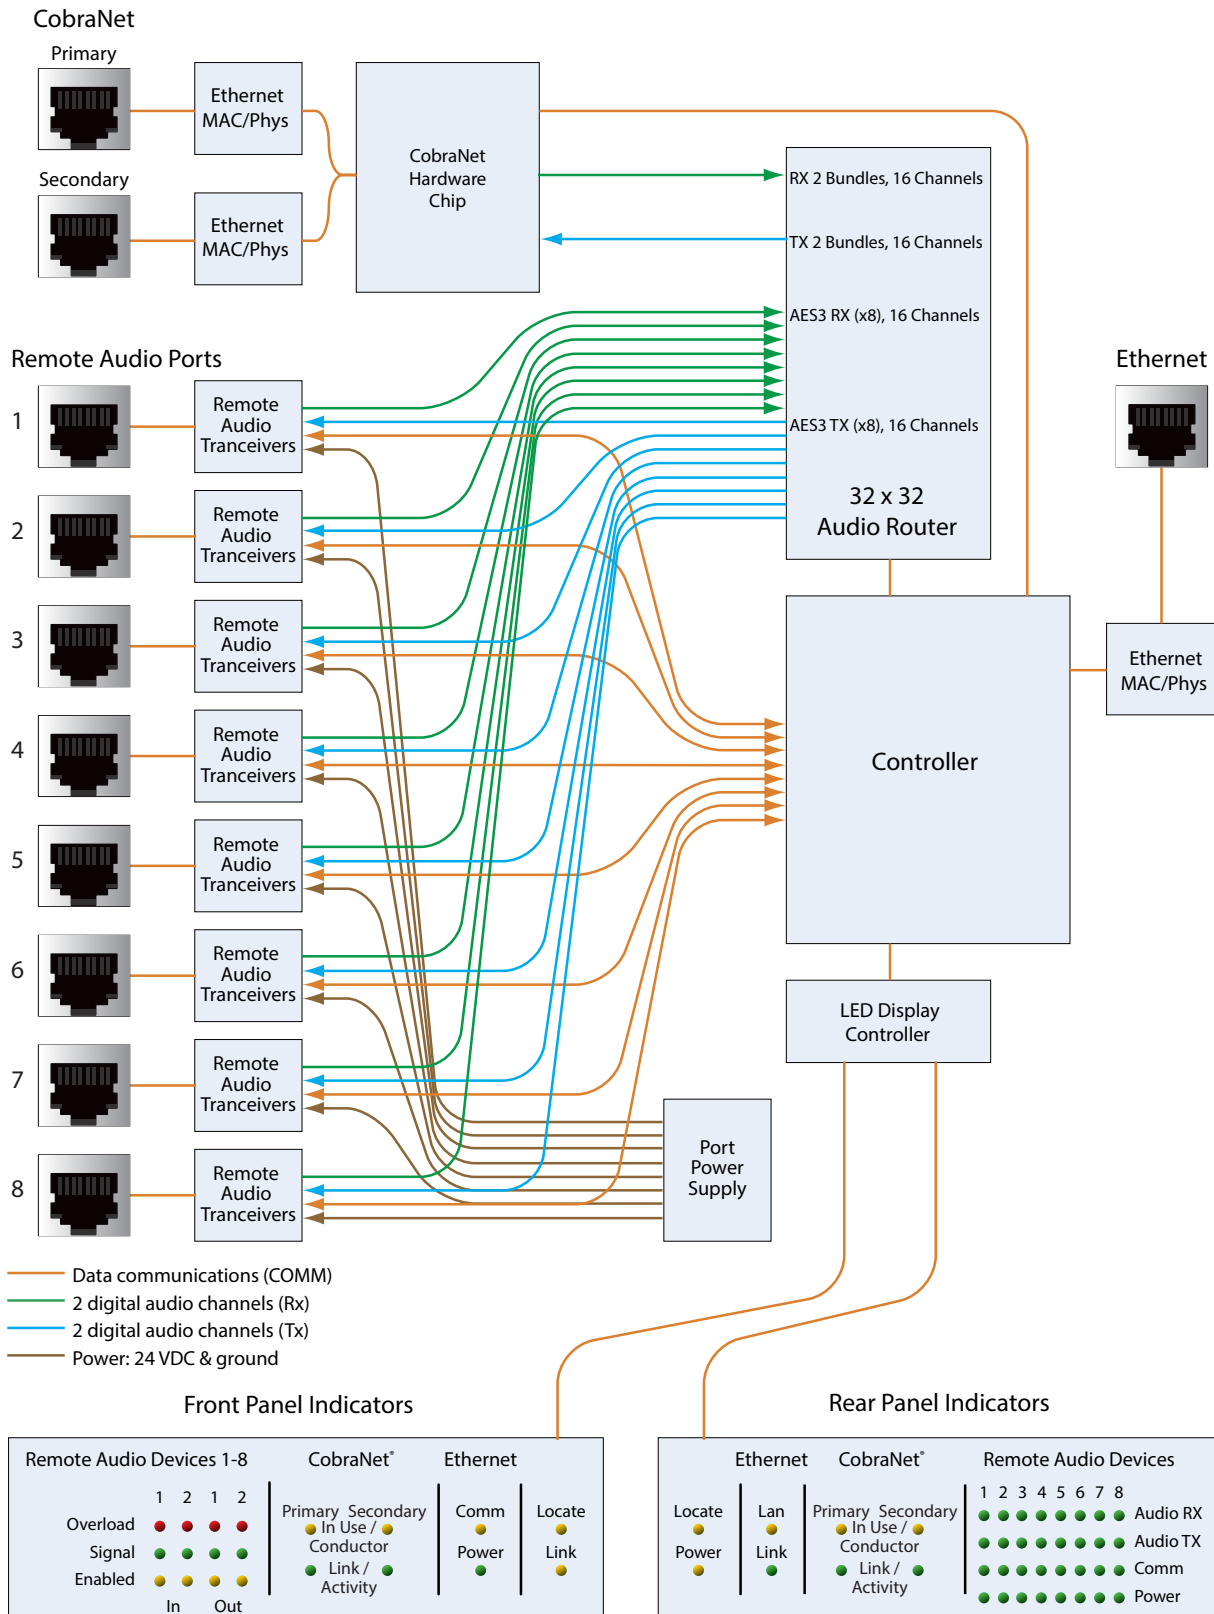 CobraNet
Primary
Ethernet
MAC/Phys
Secondary
Ethernet
MAC/Phys
CobraNet
Hardware
Chip
RX 2 Bundles, 16 Channels
TX 2 Bundles, 16 Channels
AES3 RX (x8), 16 Channels
AES3 TX (x8), 16 Channels
32 x 32
Audio Router
Ethernet
Ethernet
MAC/Phys
Remote Audio Ports
1
Remote
Audio
Tranceivers
2
Remote
Audio
Tranceivers
3
Remote
Audio
Tranceivers
4
Remote
Audio
Tranceivers
5
Remote
Audio
Tranceivers
6
Remote
Audio
Tranceivers
7
Remote
Audio
Tranceivers
8
Remote
Audio
Tranceivers
Controller
LED Display
Controller
Port
Power
Supply
Data communications (COMM)
2 digital audio channels (Rx)
2 digital audio channels (Tx)
Power: 24 VDC & ground
Front Panel Indicators
Remote Audio Devices 1-8
1 2 1 2
Overload
Signal
Enabled
In Out
CobraNet®
Primary Secondary
In Use /
Conductor
Link /
Activity
Ethernet
Comm
Power
Locate
Link
Rear Panel Indicators
Locate
Power
Ethernet
Lan
Link
CobraNet®
Primary Secondary
In Use /
Conductor
Link /
Activity
Remote Audio Devices
1 2 3 4 5 6 7 8
Audio RX
Audio TX
Comm
Power